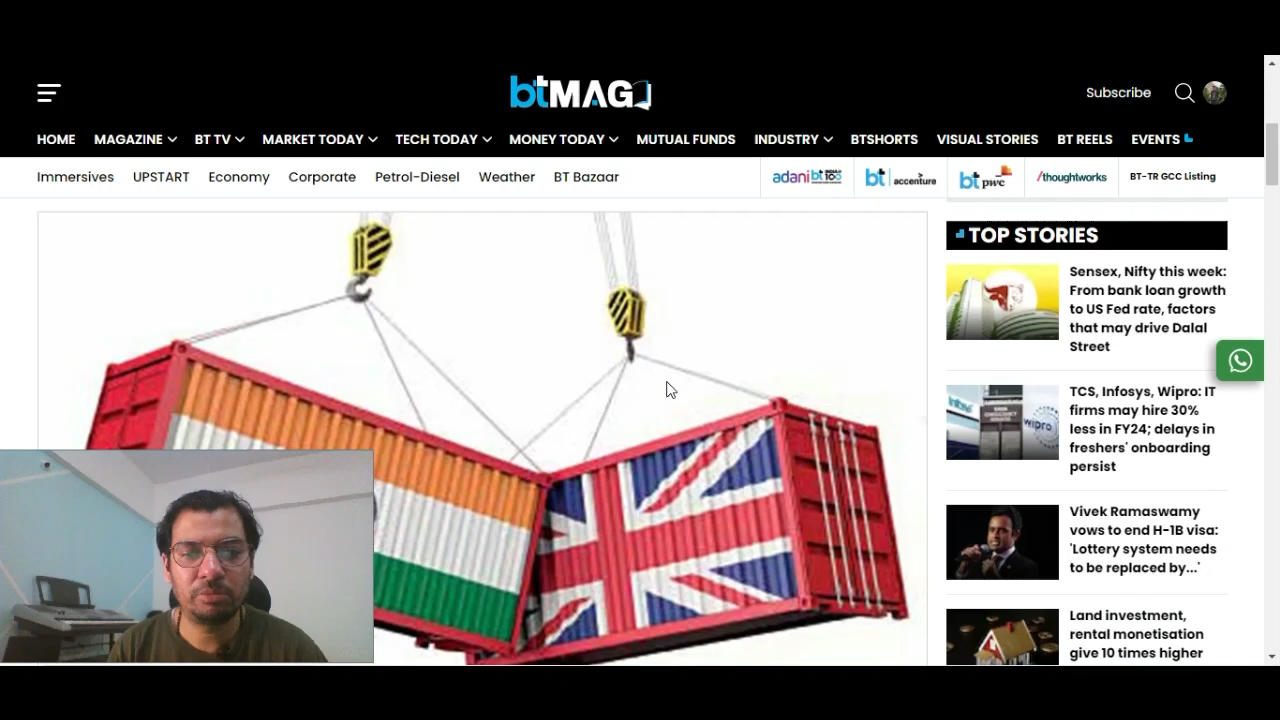 btMAG
Subscribe
HOME MAGAZINE BT TV MARKET TODAY TECH TODAY MONEY TODAY MUTUAL FUNDS INDUSTRY BTSHORTS VISUAL STORIES BT REELS EVENTS
Immersives UPSTART Economy Corporate Petrol-Diesel Weather BT Bazaar
adani bt INDIA 100
bt accenture
bt pwc
/thoughtworks
BT-TR GCC Listing
TOP STORIES
Sensex, Nifty this week:
From bank loan growth
to US Fed rate, factors
that may drive Dalal
Street
TCS, Infosys, Wipro: IT
firms may hire 30%
less in FY24; delays in
freshers' onboarding
persist
wipro
Vivek Ramaswamy
vows to end H-1B visa:
'Lottery system needs
to be replaced by...'
Land investment,
rental monetisation
give 10 times higher